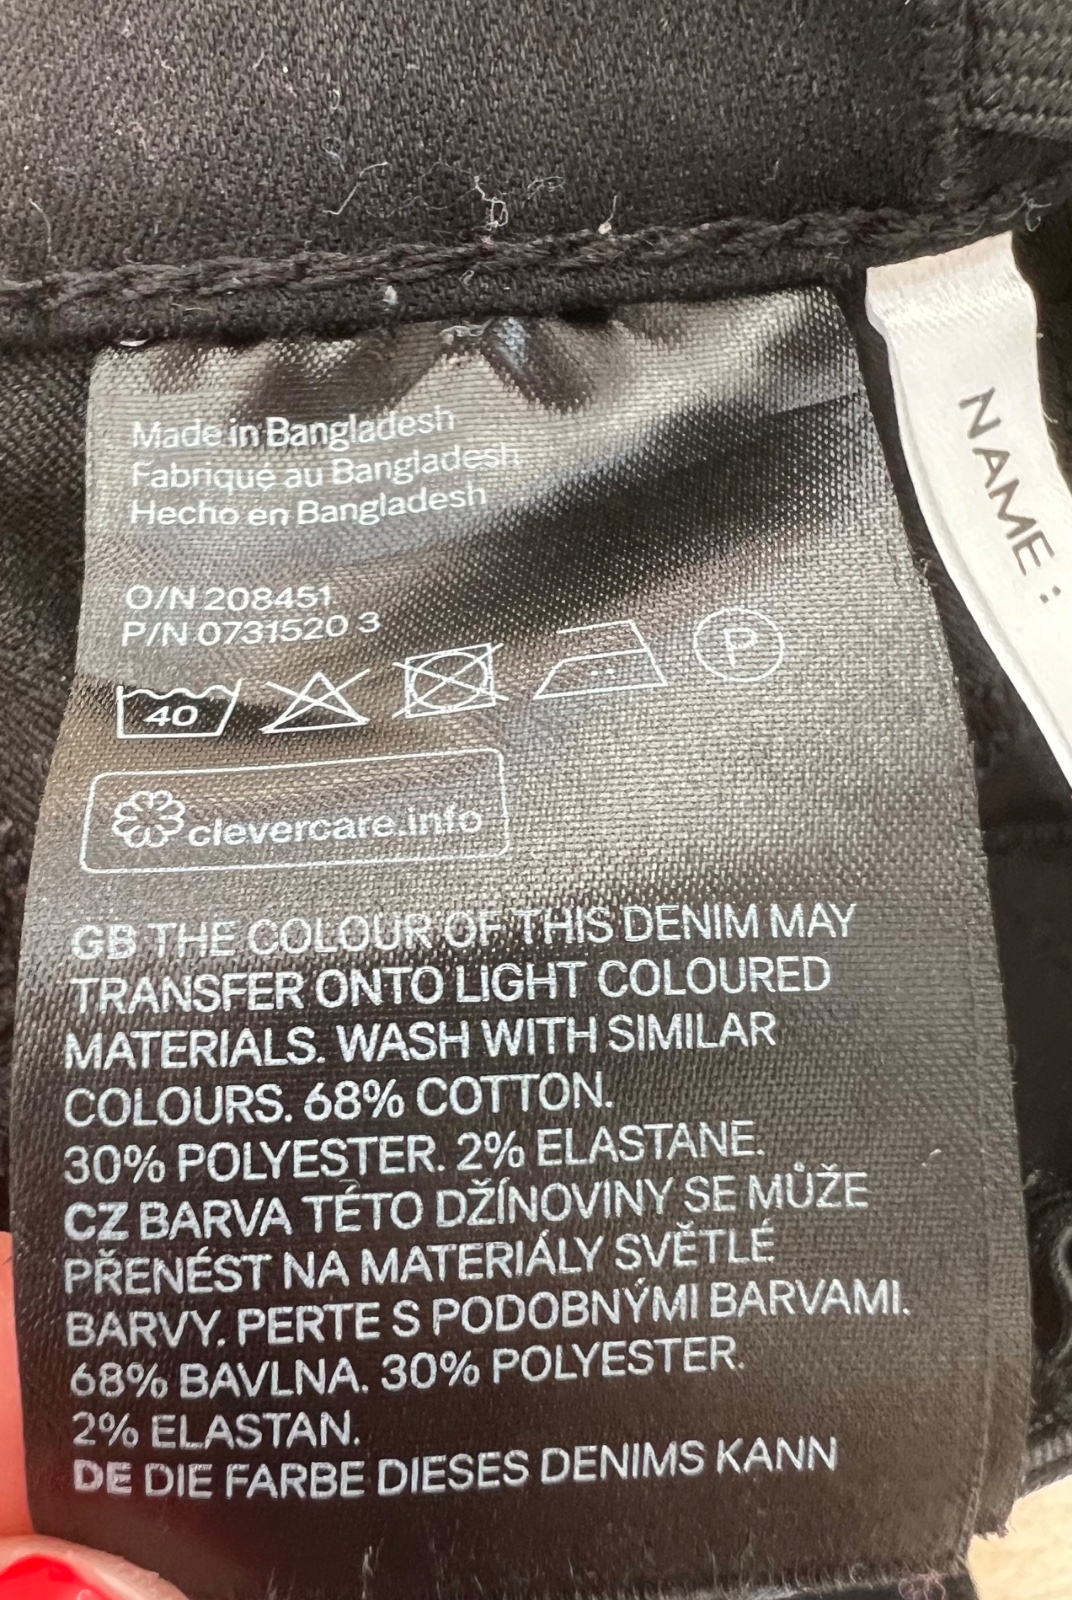 Made in Bangladesh
Fabriqué au Bangladesh
Hecho en Bangladesh
O/N 208451
P/N 0731520 3
40
P
clevercare.info
GB THE COLOUR OF THIS DENIM MAY
TRANSFER ONTO LIGHT COLOURED
MATERIALS. WASH WITH SIMILAR
COLOURS. 68% COTTON.
30% POLYESTER. 2% ELASTANE.
CZ BARVA TÉTO DŽÍNOVINY SE MŮŽE
PŘENÉST NA MATERIÁLY SVĚTLÉ
BARVY. PERTE S PODOBNÝMI BARVAMI.
68% BAVLNA. 30% POLYESTER.
2% ELASTAN.
DE DIE FARBE DIESES DENIMS KANN
NAME :